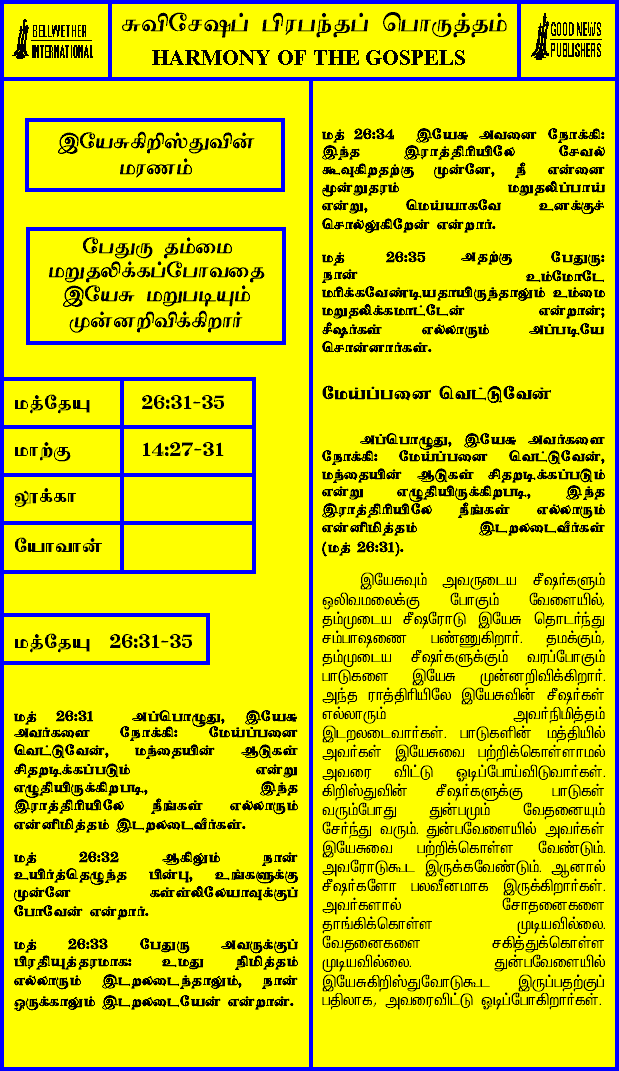 BELLWETHER
INTERNATIONAL
சுவிசேஷப் பிரபந்தப் பொருத்தம்
HARMONY OF THE GOSPELS
GOOD NEWS
PUBLISHERS
இயேசுகிறிஸ்துவின்
மரணம்
பேதுரு தம்மை
மறுதலிக்கப்போவதை
இயேசு மறுபடியும்
முன்னறிவிக்கிறார்
மத்தேயு 26:31-35
மாற்கு 14:27-31
லூக்கா
யோவான்
மத்தேயு 26:31-35
மத் 26:31 அப்பொழுது, இயேசு
அவர்களை நோக்கி: மேய்ப்பனை
வெட்டுவேன், மந்தையின் ஆடுகள்
சிதறடிக்கப்படும் என்று
எழுதியிருக்கிறபடி, இந்த
இராத்திரியிலே நீங்கள் எல்லாரும்
என்னிமித்தம் இடறலடைவீர்கள்.
மத் 26:32 ஆகிலும் நான்
உயிர்த்தெழுந்த பின்பு, உங்களுக்கு
முன்னே கள்ளிலேயாவுக்குப்
போவேன் என்றார்.
மத் 26:33 பேதுரு அவருக்குப்
பிரதியுத்தரமாக: உமது நிமித்தம்
எல்லாரும் இடறலடைந்தாலும், நான்
ஒருக்காலும் இடறலடையேன் என்றான்.
மத் 26:34 இயேசு அவனை நோக்கி:
இந்த இராத்திரியிலே சேவல்
கூவுகிறதற்கு முன்னே, நீ என்னை
மூன்றுதரம் மறுதலிப்பாய்
என்று, மெய்யாகவே உனக்குச்
சொல்லுகிறேன் என்றார்.
மத் 26:35 அதற்கு பேதுரு:
நான் உம்மோடே
மரிக்கவேண்டியதாயிருந்தாலும் உம்மை
மறுதலிக்கமாட்டேன் என்றான்;
சீஷர்கள் எல்லாரும் அப்படியே
சொன்னார்கள்.
மேய்ப்பனை வெட்டுவேன்
அப்பொழுது, இயேசு அவர்களை
நோக்கி: மேய்ப்பனை வெட்டுவேன்,
மந்தையின் ஆடுகள் சிதறடிக்கப்படும்
என்று எழுதியிருக்கிறபடி, இந்த
இராத்திரியிலே நீங்கள் எல்லாரும்
என்னிமித்தம் இடறலடைவீர்கள்
(மத் 26:31).
இயேசுவும் அவருடைய சீஷர்களும்
ஒலிவமலைக்கு போகும் வேளையில்,
தம்முடைய சீஷரோடு இயேசு தொடர்ந்து
சம்பாஷணை பண்ணுகிறார். தமக்கும்,
தம்முடைய சீஷர்களுக்கும் வரப்போகும்
பாடுகளை இயேசு முன்னறிவிக்கிறார்.
அந்த ராத்திரியிலே இயேசுவின் சீஷர்கள்
எல்லாரும் அவர்நிமித்தம்
இடறலடைவார்கள். பாடுகளின் மத்தியில்
அவர்கள் இயேசுவை பற்றிக்கொள்ளாமல்
அவரை விட்டு ஓடிப்போய்விடுவார்கள்.
கிறிஸ்துவின் சீஷர்களுக்கு பாடுகள்
வரும்போது துன்பமும் வேதனையும்
சேர்ந்து வரும். துன்பவேளையில் அவர்கள்
இயேசுவை பற்றிக்கொள்ள வேண்டும்.
அவரோடுகூட இருக்கவேண்டும். ஆனால்
சீஷர்களோ பலவீனமாக இருக்கிறார்கள்.
அவர்களால் சோதனைகளை
தாங்கிக்கொள்ள முடியவில்லை.
வேதனைகளை சகித்துக்கொள்ள
முடியவில்லை. துன்பவேளையில்
இயேசுகிறிஸ்துவோடுகூட இருப்பதற்குப்
பதிலாக, அவரைவிட்டு ஓடிப்போகிறார்கள்.